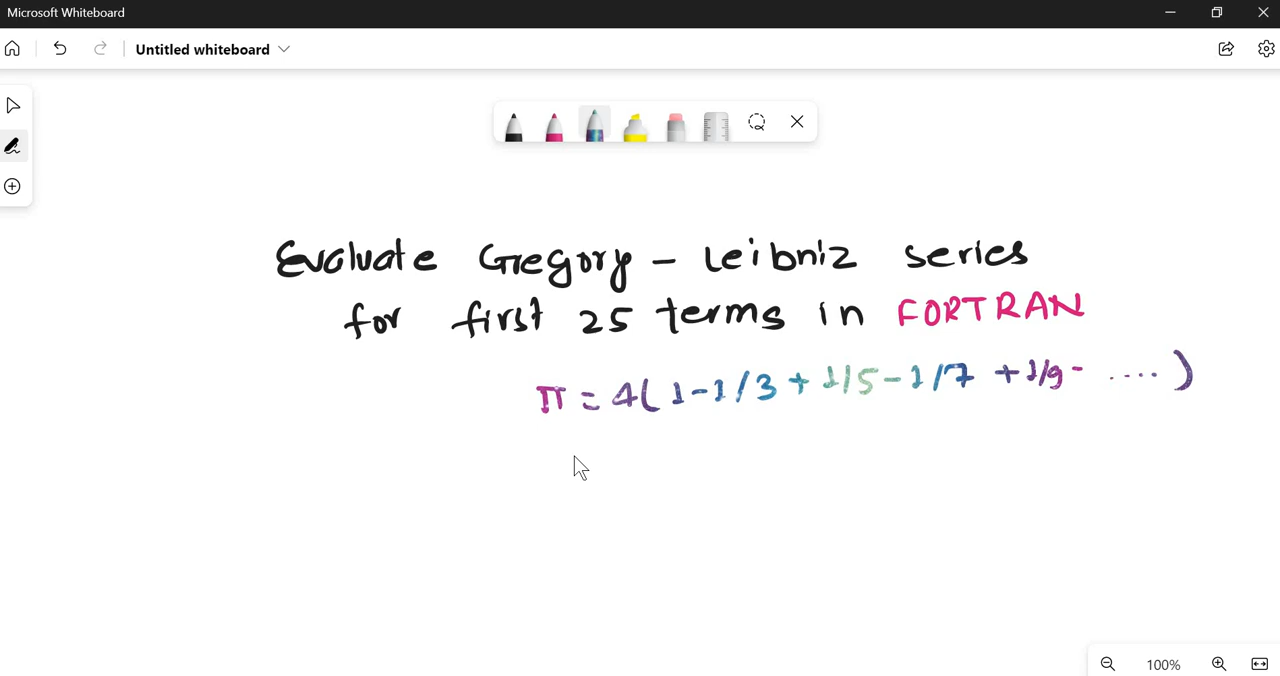 Microsoft Whiteboard
Untitled whiteboard
Evaluate Gregory - Leibniz series
for first 25 terms in FORTRAN
π = 4( 1 - 1/3 + 1/5 - 1/7 + 1/9 - .... )
100%